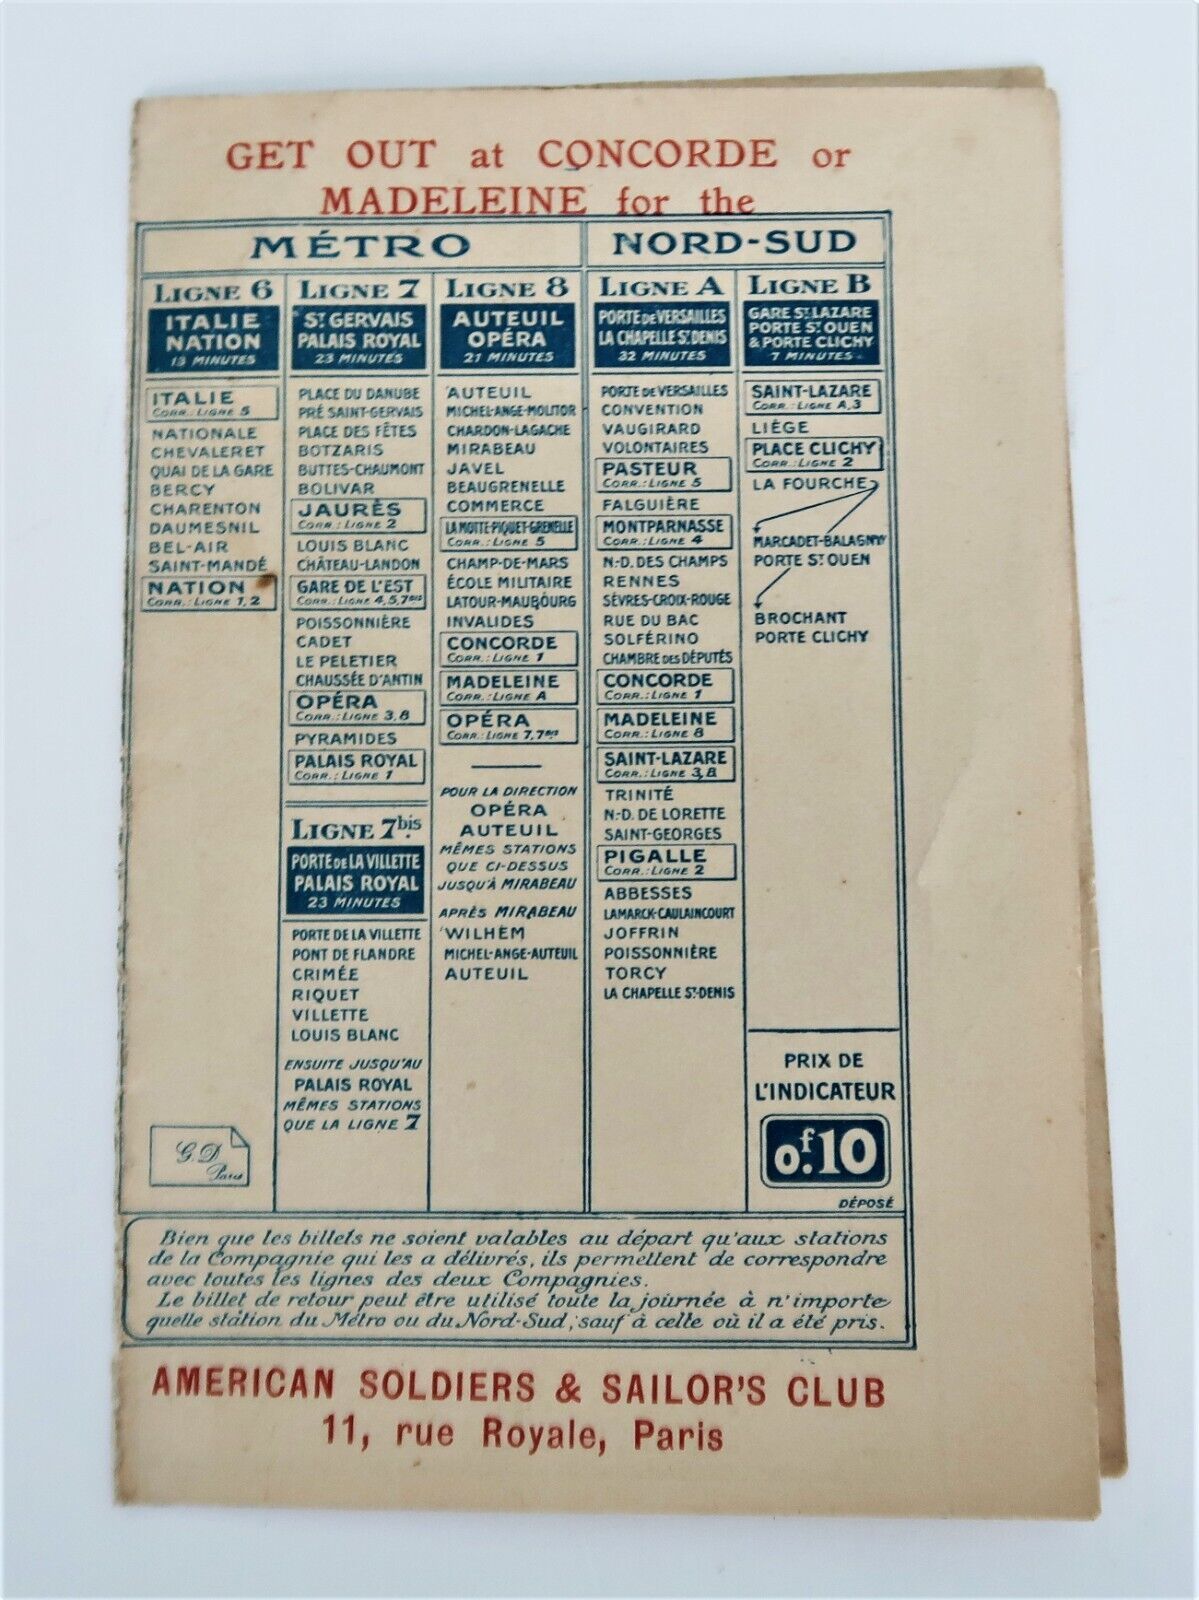 GET OUT at CONCORDE or
MADELEINE for the
MÉTRO
NORD-SUD
LIGNE 6
ITALIE
NATION
13 MINUTES
ITALIE
CORR.: LIGNE 5
NATIONALE
CHEVALERET
QUAI DE LA GARE
BERCY
CHARENTON
DAUMESNIL
BEL-AIR
SAINT-MANDÉ
NATION
CORR.: LIGNE 1, 2
G.D
Paris
LIGNE 7
ST GERVAIS
PALAIS ROYAL
23 MINUTES
PLACE DU DANUBE
PRÉ SAINT-GERVAIS
PLACE DES FÊTES
BOTZARIS
BUTTES-CHAUMONT
BOLIVAR
JAURÈS
CORR.: LIGNE 2
LOUIS BLANC
CHÂTEAU-LANDON
GARE DE L'EST
CORR.: LIGNE 4, 5, 7bis
POISSONNIÈRE
CADET
LE PELETIER
CHAUSSÉE D'ANTIN
OPÉRA
CORR.: LIGNE 3, 8
PYRAMIDES
PALAIS ROYAL
CORR.: LIGNE 1
LIGNE 7bis
PORTE DE LA VILLETTE
PALAIS ROYAL
23 MINUTES
PORTE DE LA VILLETTE
PONT DE FLANDRE
CRIMÉE
RIQUET
VILLETTE
LOUIS BLANC
ENSUITE JUSQU'AU
PALAIS ROYAL
MÊMES STATIONS
QUE LA LIGNE 7
LIGNE 8
AUTEUIL
OPÉRA
21 MINUTES
AUTEUIL
MICHEL-ANGE-MOLITOR
CHARDON-LAGACHE
MIRABEAU
JAVEL
BEAUGRENELLE
COMMERCE
LA MOTTE-PIQUET-GRENELLE
CORR.: LIGNE 5
CHAMP-DE-MARS
ÉCOLE MILITAIRE
LATOUR-MAUBOURG
INVALIDES
CONCORDE
CORR.: LIGNE 1
MADELEINE
CORR.: LIGNE A
OPÉRA
CORR.: LIGNE 7, 7bis
POUR LA DIRECTION
OPÉRA
AUTEUIL
MÊMES STATIONS
QUE CI-DESSUS
JUSQU'À MIRABEAU
APRÈS MIRABEAU
WILHEM
MICHEL-ANGE-AUTEUIL
AUTEUIL
LIGNE A
PORTE DE VERSAILLES
LA CHAPELLE ST DENIS
32 MINUTES
PORTE DE VERSAILLES
CONVENTION
VAUGIRARD
VOLONTAIRES
PASTEUR
CORR.: LIGNE 5
FALGUIÈRE
MONTPARNASSE
CORR.: LIGNE 4
N.-D. DES CHAMPS
RENNES
SÈVRES-CROIX-ROUGE
RUE DU BAC
SOLFÉRINO
CHAMBRE DES DÉPUTÉS
CONCORDE
CORR.: LIGNE 1
MADELEINE
CORR.: LIGNE 8
SAINT-LAZARE
CORR.: LIGNE 3, 8
TRINITÉ
N.-D. DE LORETTE
SAINT-GEORGES
PIGALLE
CORR.: LIGNE 2
ABBESSES
LAMARCK-CAULAINCOURT
JOFFRIN
POISSONNIÈRE
TORCY
LA CHAPELLE ST-DENIS
LIGNE B
GARE ST LAZARE
PORTE ST OUEN
& PORTE CLICHY
7 MINUTES
SAINT-LAZARE
CORR.: LIGNE A, 3
LIÈGE
PLACE CLICHY
CORR.: LIGNE 2
LA FOURCHE
MARCADET-BALAGNY
PORTE ST OUEN
BROCHANT
PORTE CLICHY
PRIX DE
L'INDICATEUR
0f.10
DÉPOSÉ
Bien que les billets ne soient valables au départ qu'aux stations
de la Compagnie qui les a délivrés, ils permettent de correspondre
avec toutes les lignes des deux Compagnies.
Le billet de retour peut être utilisé toute la journée à n'importe
quelle station du Métro ou du Nord-Sud, sauf à celle où il a été pris.
AMERICAN SOLDIERS & SAILOR'S CLUB
11, rue Royale, Paris